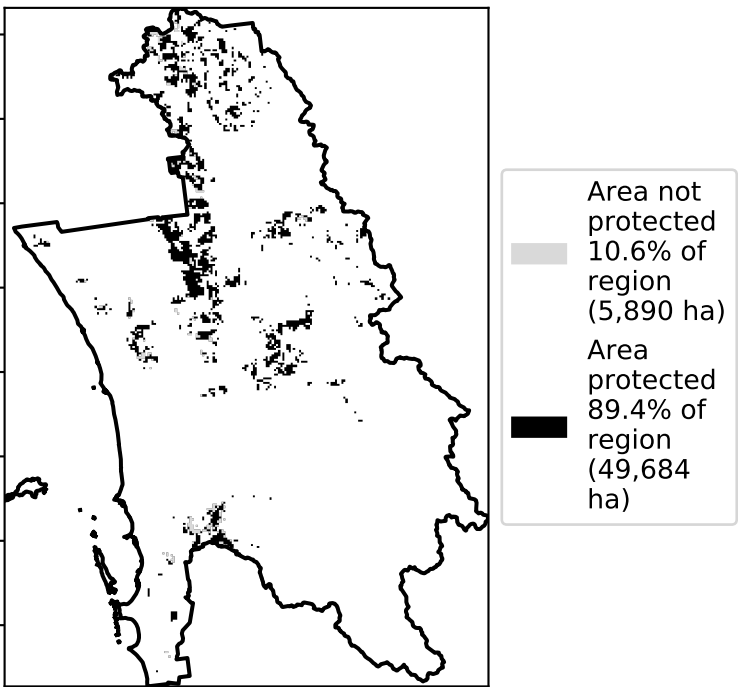 Area not
protected
10.6% of
region
(5,890 ha)
Area
protected
89.4% of
region
(49,684
ha)